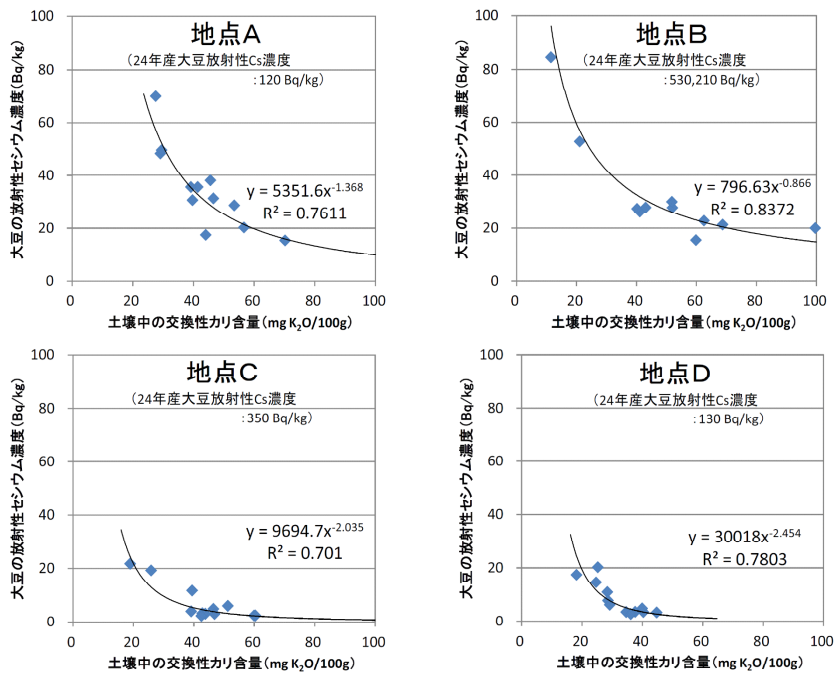 地点A
(24年産大豆放射性Cs濃度
:120 Bq/kg)
y = 5351.6x-1.368
R² = 0.7611
大豆の放射性セシウム濃度(Bq/kg)
100
80
60
40
20
0
0 20 40 60 80 100
土壌中の交換性カリ含量(mg K2O/100g)
地点B
(24年産大豆放射性Cs濃度
:530,210 Bq/kg)
y = 796.63x-0.866
R² = 0.8372
大豆の放射性セシウム濃度(Bq/kg)
100
80
60
40
20
0
0 20 40 60 80 100
土壌中の交換性カリ含量(mg K2O/100g)
地点C
(24年産大豆放射性Cs濃度
:350 Bq/kg)
y = 9694.7x-2.035
R² = 0.701
大豆の放射性セシウム濃度(Bq/kg)
100
80
60
40
20
0
0 20 40 60 80 100
土壌中の交換性カリ含量(mg K2O/100g)
地点D
(24年産大豆放射性Cs濃度
:130 Bq/kg)
y = 30018x-2.454
R² = 0.7803
大豆の放射性セシウム濃度(Bq/kg)
100
80
60
40
20
0
0 20 40 60 80 100
土壌中の交換性カリ含量(mg K2O/100g)